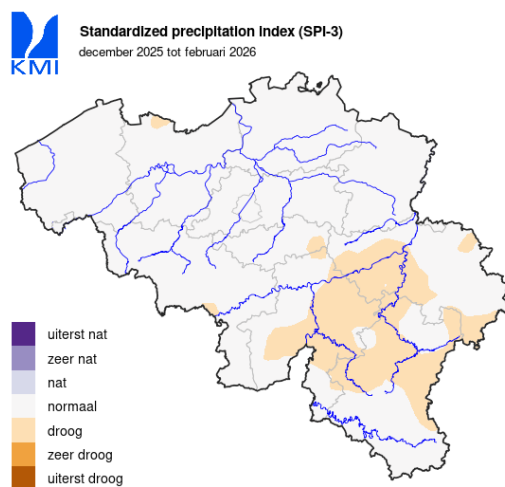 Standardized precipitation index (SPI-3)
december 2025 tot februari 2026
KMI
uiterst nat
zeer nat
nat
normaal
droog
zeer droog
uiterst droog